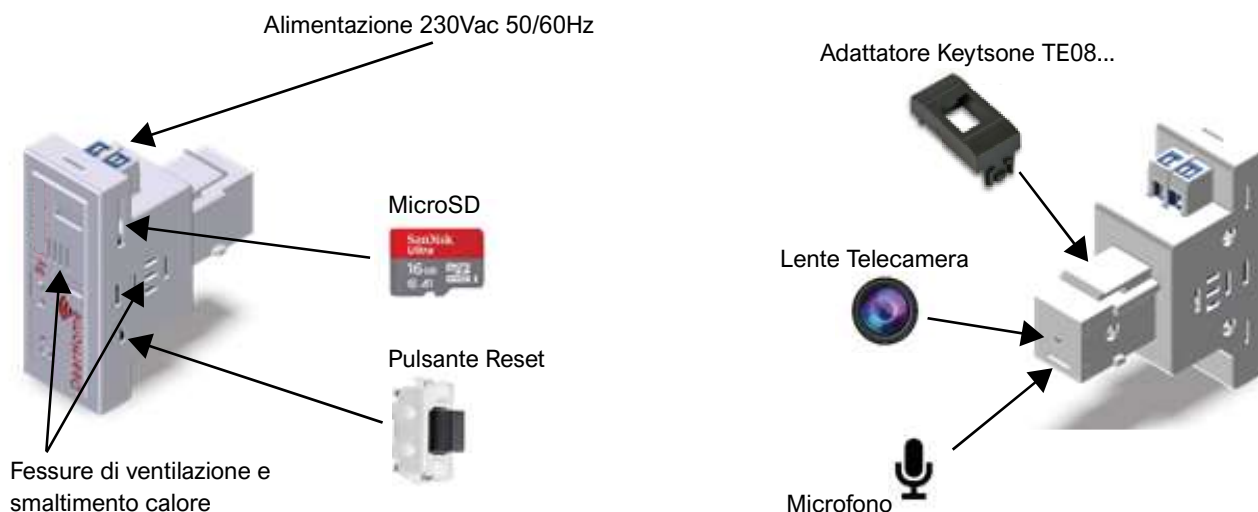 Alimentazione 230Vac 50/60Hz
Adattatore Keytsone TE08...
MicroSD
SanDisk
Ultra
16GB
Lente Telecamera
Pulsante Reset
Fessure di ventilazione e
smaltimento calore
Microfono